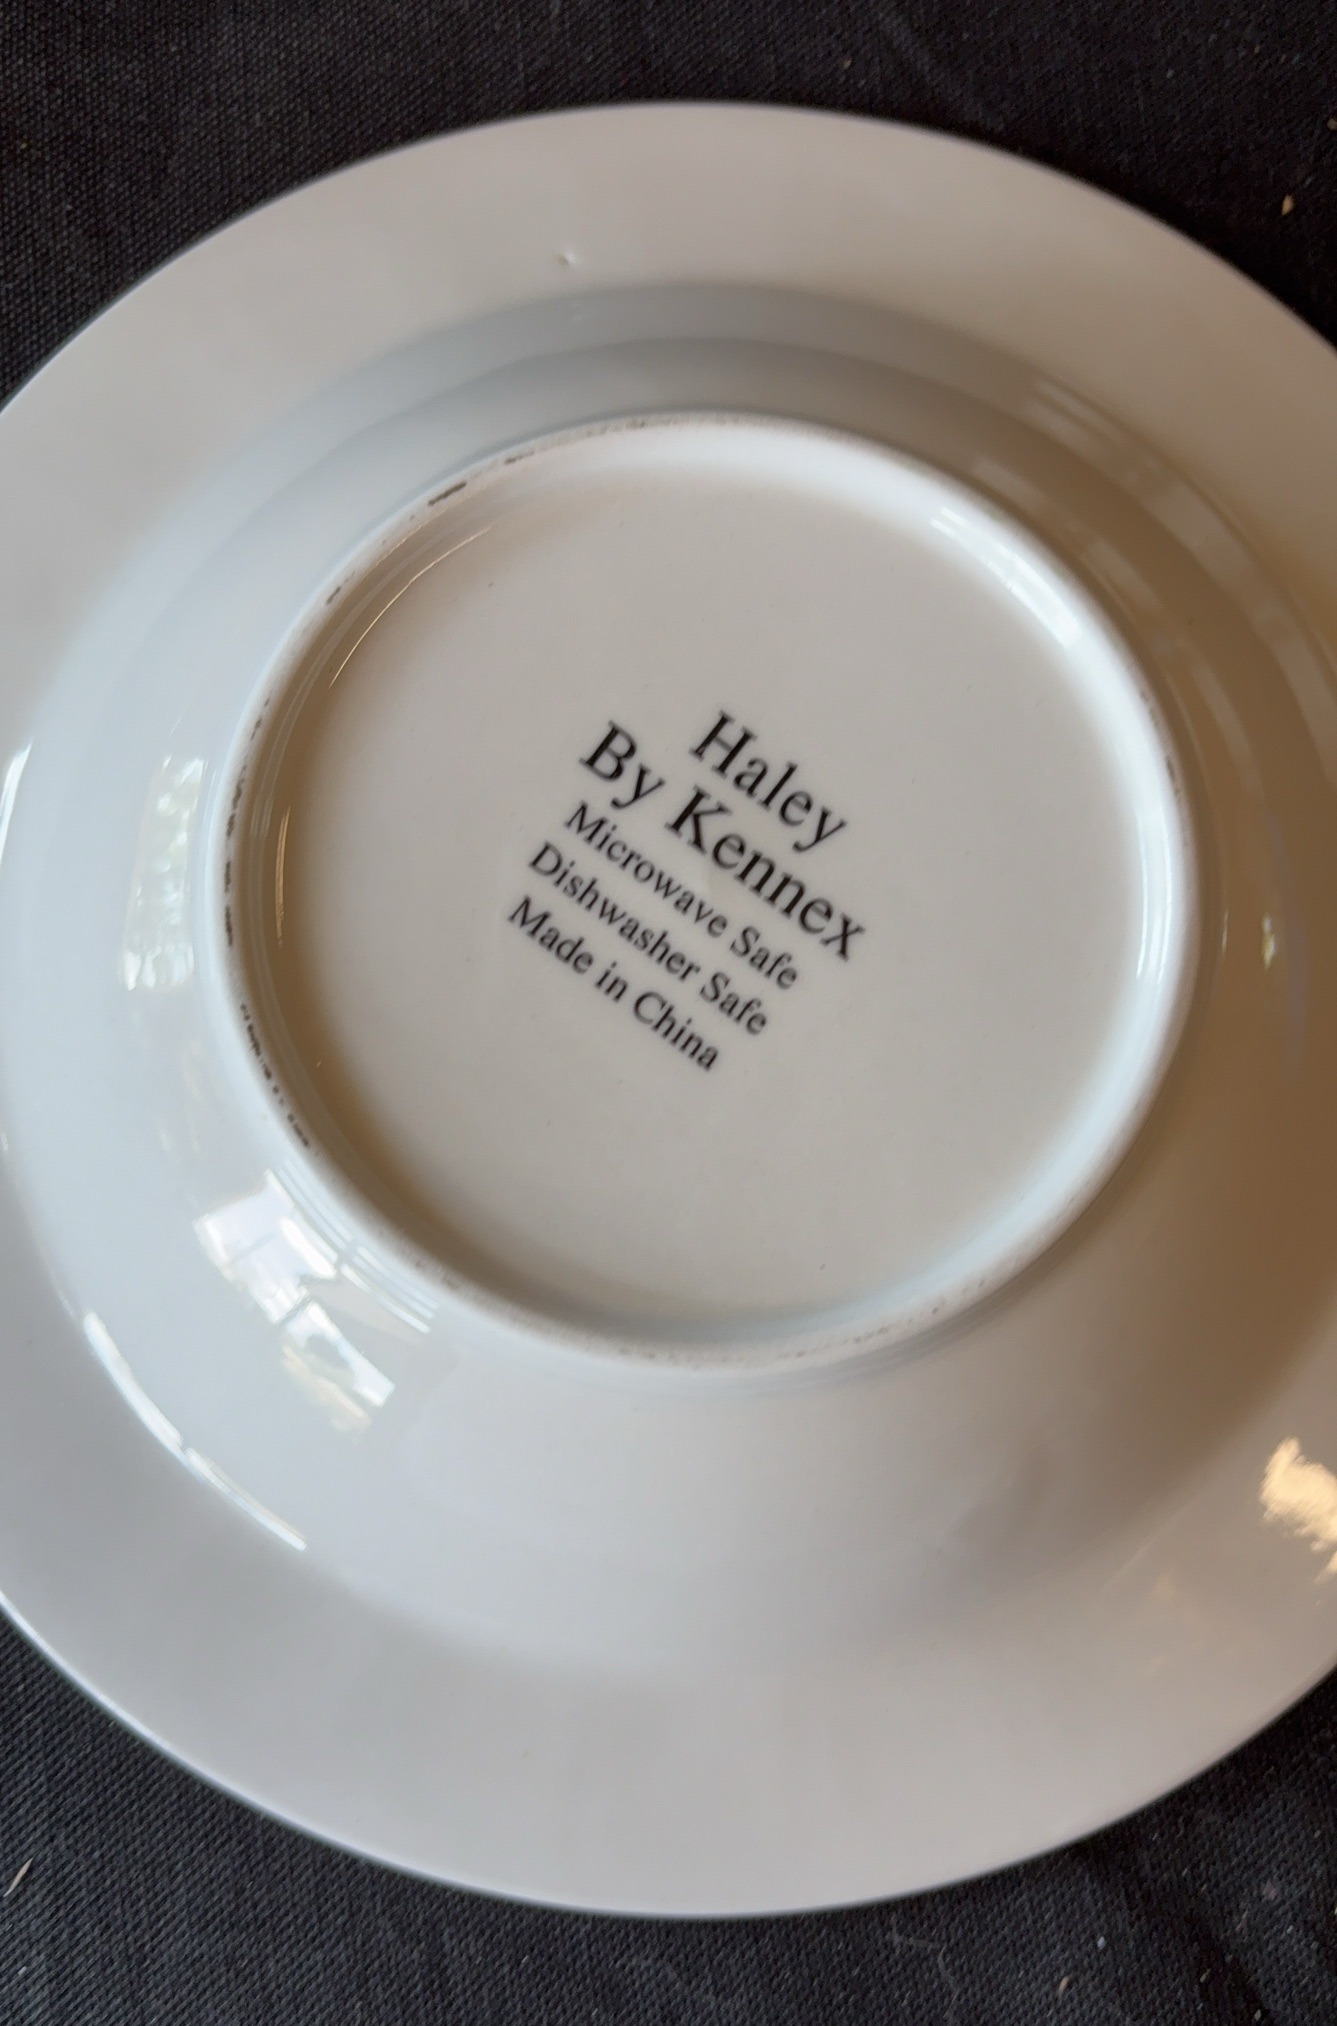 Haley
By Kennex
Microwave Safe
Dishwasher Safe
Made in China